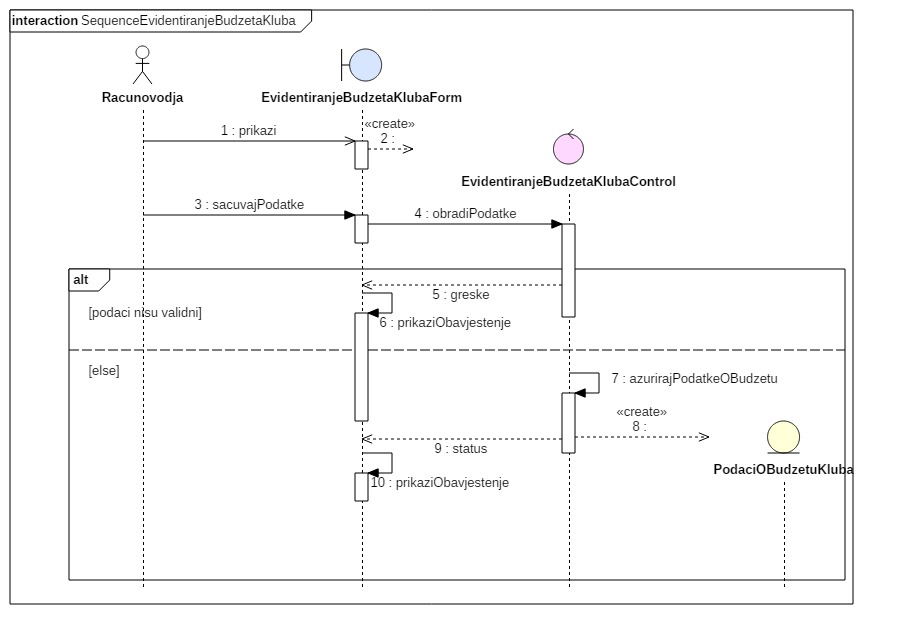 interaction SequenceEvidentiranjeBudzetaKluba
Racunovodja
EvidentiranjeBudzetaKlubaForm
1 : prikazi
«create»
2 :
EvidentiranjeBudzetaKlubaControl
3 : sacuvajPodatke
4 : obradiPodatke
alt
5 : greske
[podaci nisu validni]
6 : prikaziObavjestenje
[else]
7 : azurirajPodatkeOBudzetu
«create»
8 :
9 : status
PodaciOBudzetuKluba
10 : prikaziObavjestenje